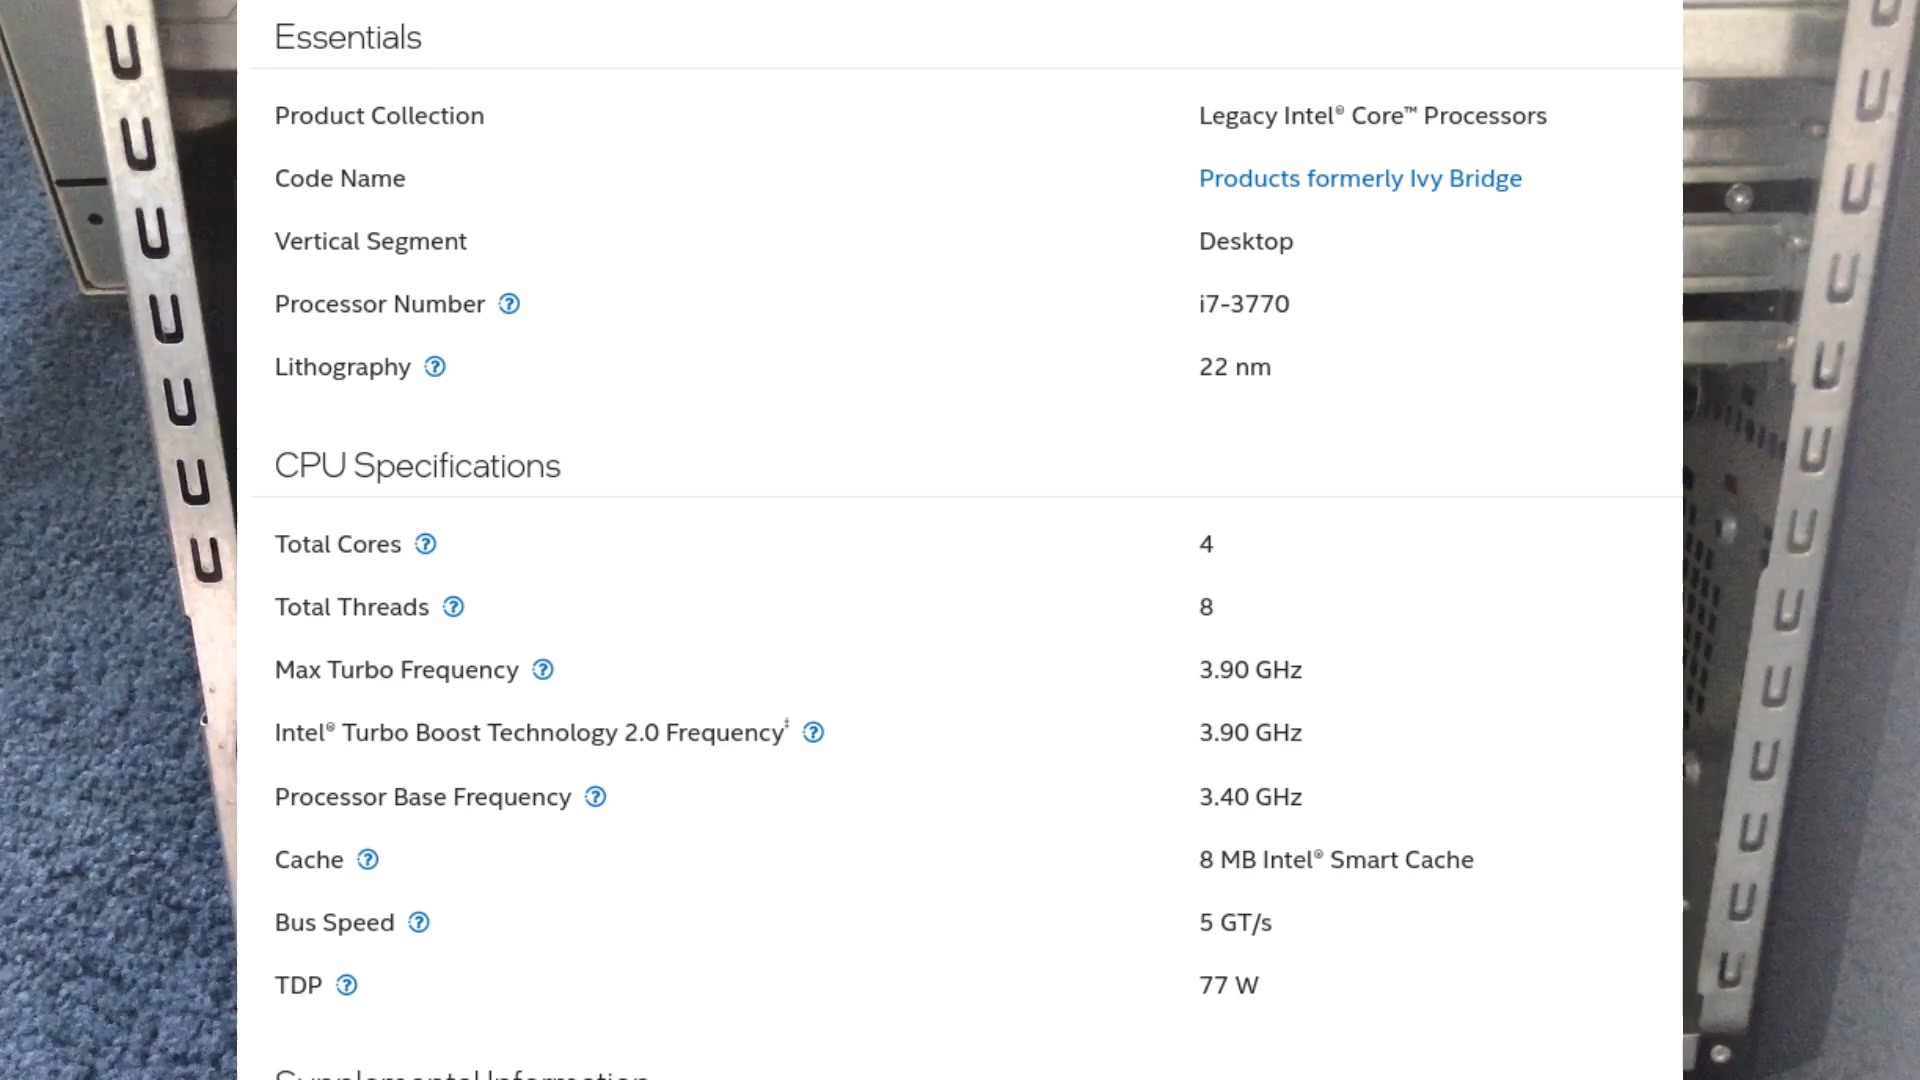 Essentials
Product Collection Legacy Intel® Core™ Processors
Code Name Products formerly Ivy Bridge
Vertical Segment Desktop
Processor Number ? i7-3770
Lithography ? 22 nm
CPU Specifications
Total Cores ? 4
Total Threads ? 8
Max Turbo Frequency ? 3.90 GHz
Intel® Turbo Boost Technology 2.0 Frequency‡ ? 3.90 GHz
Processor Base Frequency ? 3.40 GHz
Cache ? 8 MB Intel® Smart Cache
Bus Speed ? 5 GT/s
TDP ? 77 W
Supplemental Information